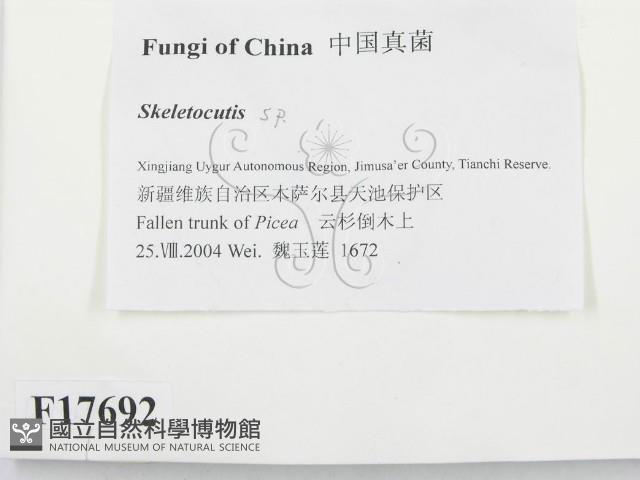 Fungi of China 中国真菌
Skeletocutis sp.
Xingjiang Uygur Autonomous Region, Jimusa'er County, Tianchi Reserve.
新疆维族自治区木萨尔县天池保护区
Fallen trunk of Picea 云杉倒木上
25.Ⅷ.2004 Wei. 魏玉莲 1672
F17692
國立自然科學博物館
NATIONAL MUSEUM OF NATURAL SCIENCE